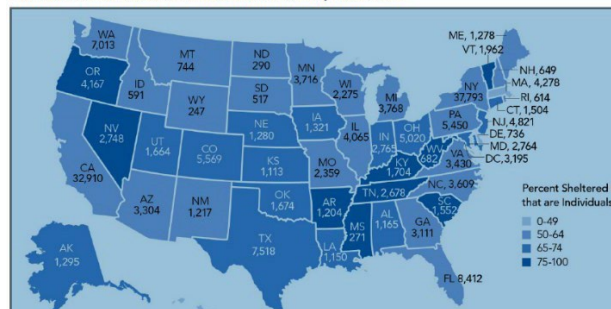 WA
7,013
OR
4,167
CA
32,910
NV
2,748
ID
591
MT
744
WY
247
UT
1,664
AZ
3,304
CO
5,569
NM
1,217
ND
290
SD
517
NE
1,280
KS
1,113
OK
1,674
TX
7,518
MN
3,716
IA
1,321
MO
2,359
AR
1,204
LA
1,150
WI
2,275
IL
4,065
MI
3,768
IN
2,765
OH
5,020
KY
1,704
TN, 2,678
MS
271
AL
1,165
GA
3,111
FL 8,412
SC
1,552
NC, 3,609
VA
3,430
WV
682
PA
5,450
NY
37,793
ME, 1,278
VT, 1,962
NH, 649
MA, 4,278
RI, 614
CT, 1,504
NJ, 4,821
DE, 736
MD, 2,764
DC, 3,195
AK
1,295
Percent Sheltered
that are Individuals
0-49
50-64
65-74
75-100